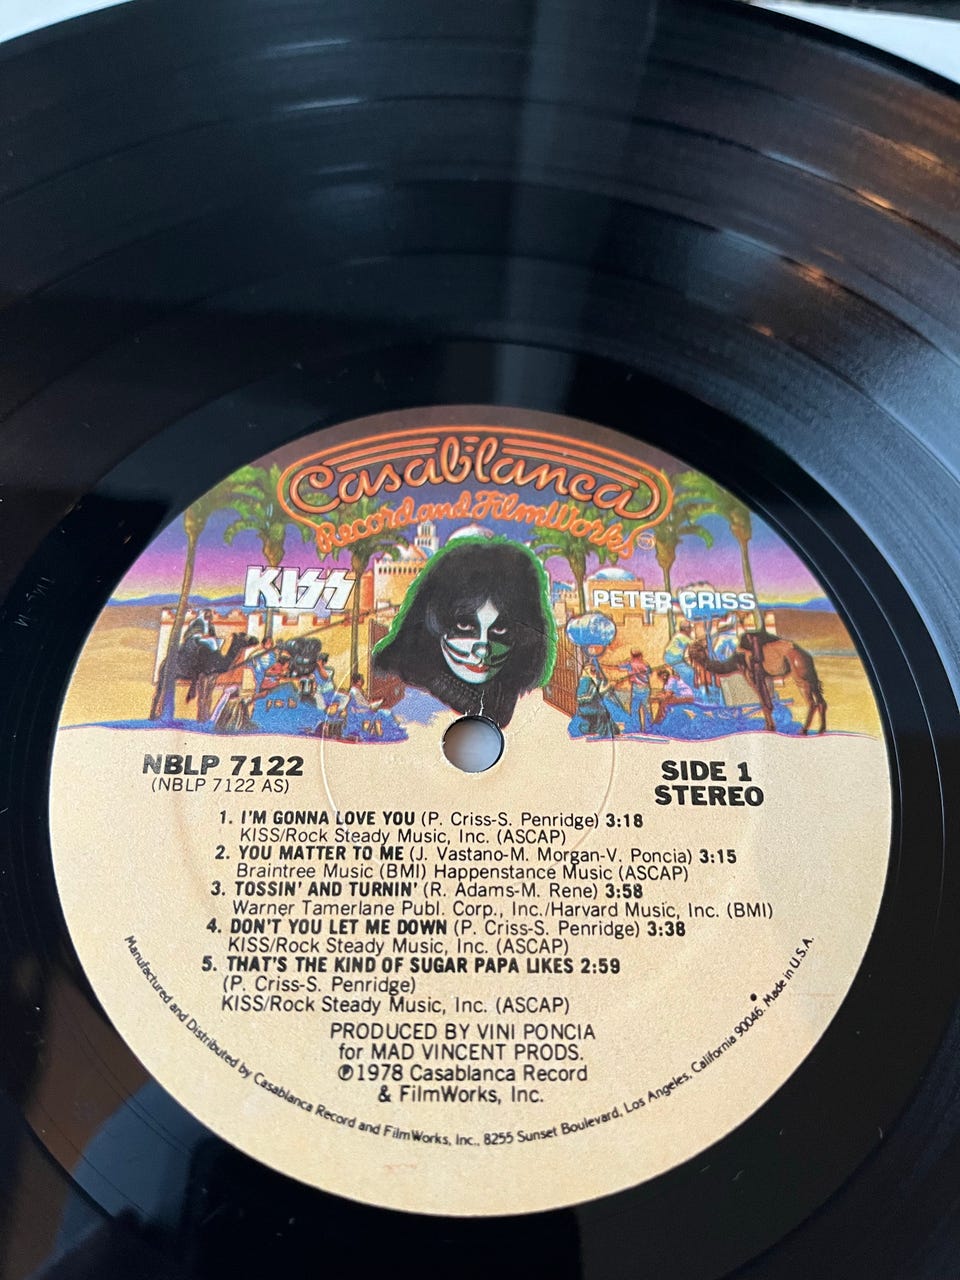 Casablanca
Record and FilmWorks
KISS
PETER CRISS
NBLP 7122
(NBLP 7122 AS)
SIDE 1
STEREO
1. I'M GONNA LOVE YOU (P. Criss-S. Penridge) 3:18
KISS/Rock Steady Music, Inc. (ASCAP)
2. YOU MATTER TO ME (J. Vastano-M. Morgan-V. Poncia) 3:15
Braintree Music (BMI) Happenstance Music (ASCAP)
3. TOSSIN' AND TURNIN' (R. Adams-M. Rene) 3:58
Warner Tamerlane Publ. Corp., Inc./Harvard Music, Inc. (BMI)
4. DON'T YOU LET ME DOWN (P. Criss-S. Penridge) 3:38
KISS/Rock Steady Music, Inc. (ASCAP)
5. THAT'S THE KIND OF SUGAR PAPA LIKES 2:59
(P. Criss-S. Penridge)
KISS/Rock Steady Music, Inc. (ASCAP)
PRODUCED BY VINI PONCIA
for MAD VINCENT PRODS.
℗1978 Casablanca Record
& FilmWorks, Inc.
Manufactured and Distributed by Casablanca Record and FilmWorks, Inc., 8255 Sunset Boulevard, Los Angeles, California 90046. Made in U.S.A.